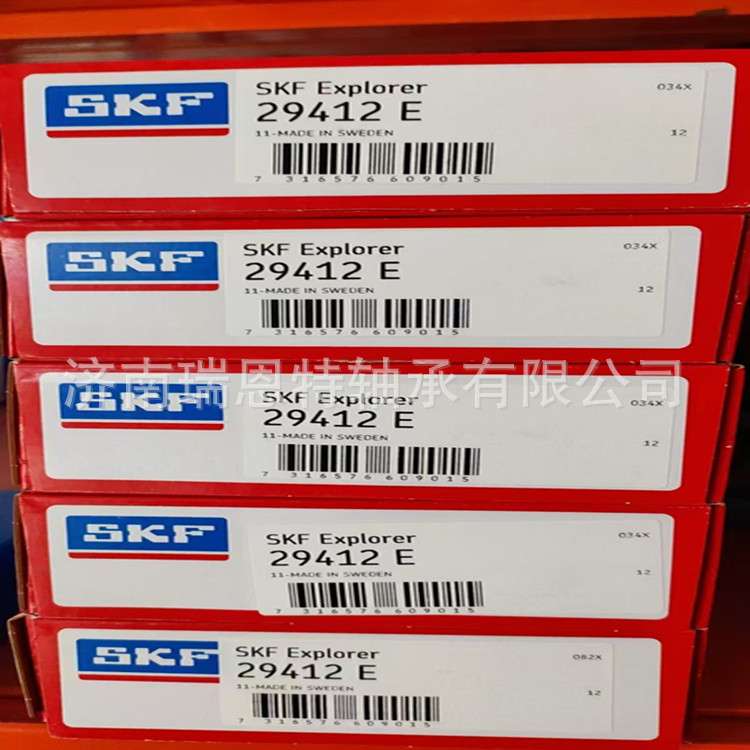 SKF
SKF Explorer
034X
29412 E
11-MADE IN SWEDEN
12
7 316576 609015
SKF
SKF Explorer
034X
29412 E
11-MADE IN SWEDEN
12
7 316576 609015
济南瑞恩特轴承有限公司
SKF
SKF Explorer
034X
29412 E
11-MADE IN SWEDEN
12
7 316576 609015
SKF
SKF Explorer
034X
29412 E
11-MADE IN SWEDEN
12
7 316576 609015
SKF
SKF Explorer
082X
29412 E
11-MADE IN SWEDEN
12
7 316576 609015